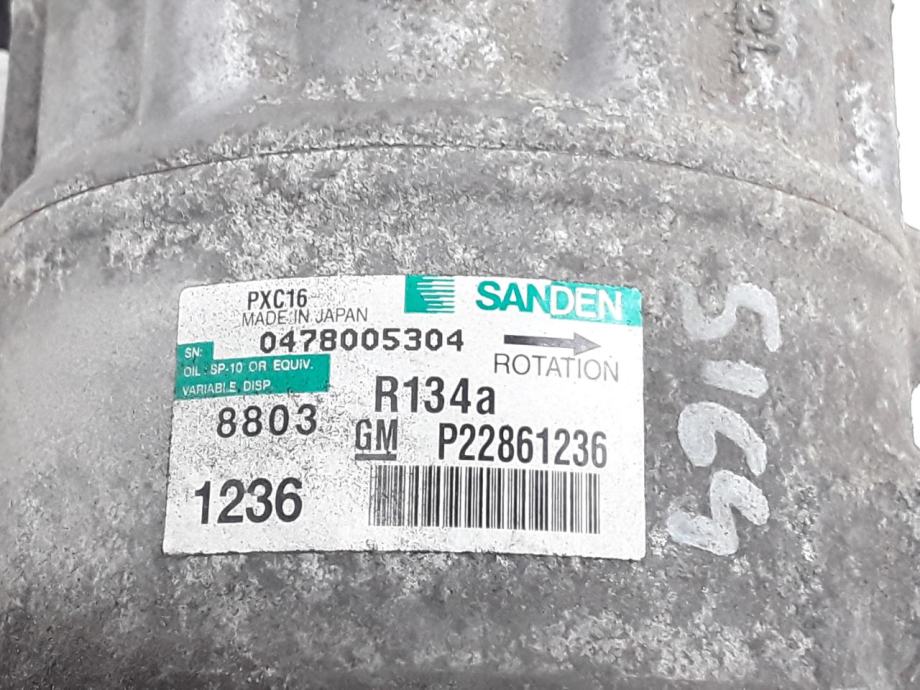 PXC16
MADE IN JAPAN
SANDEN
SN:
0478005304
ROTATION
OIL: SP-10 OR EQUIV.
VARIABLE DISP.
R134a
8803
GM
P22861236
1236